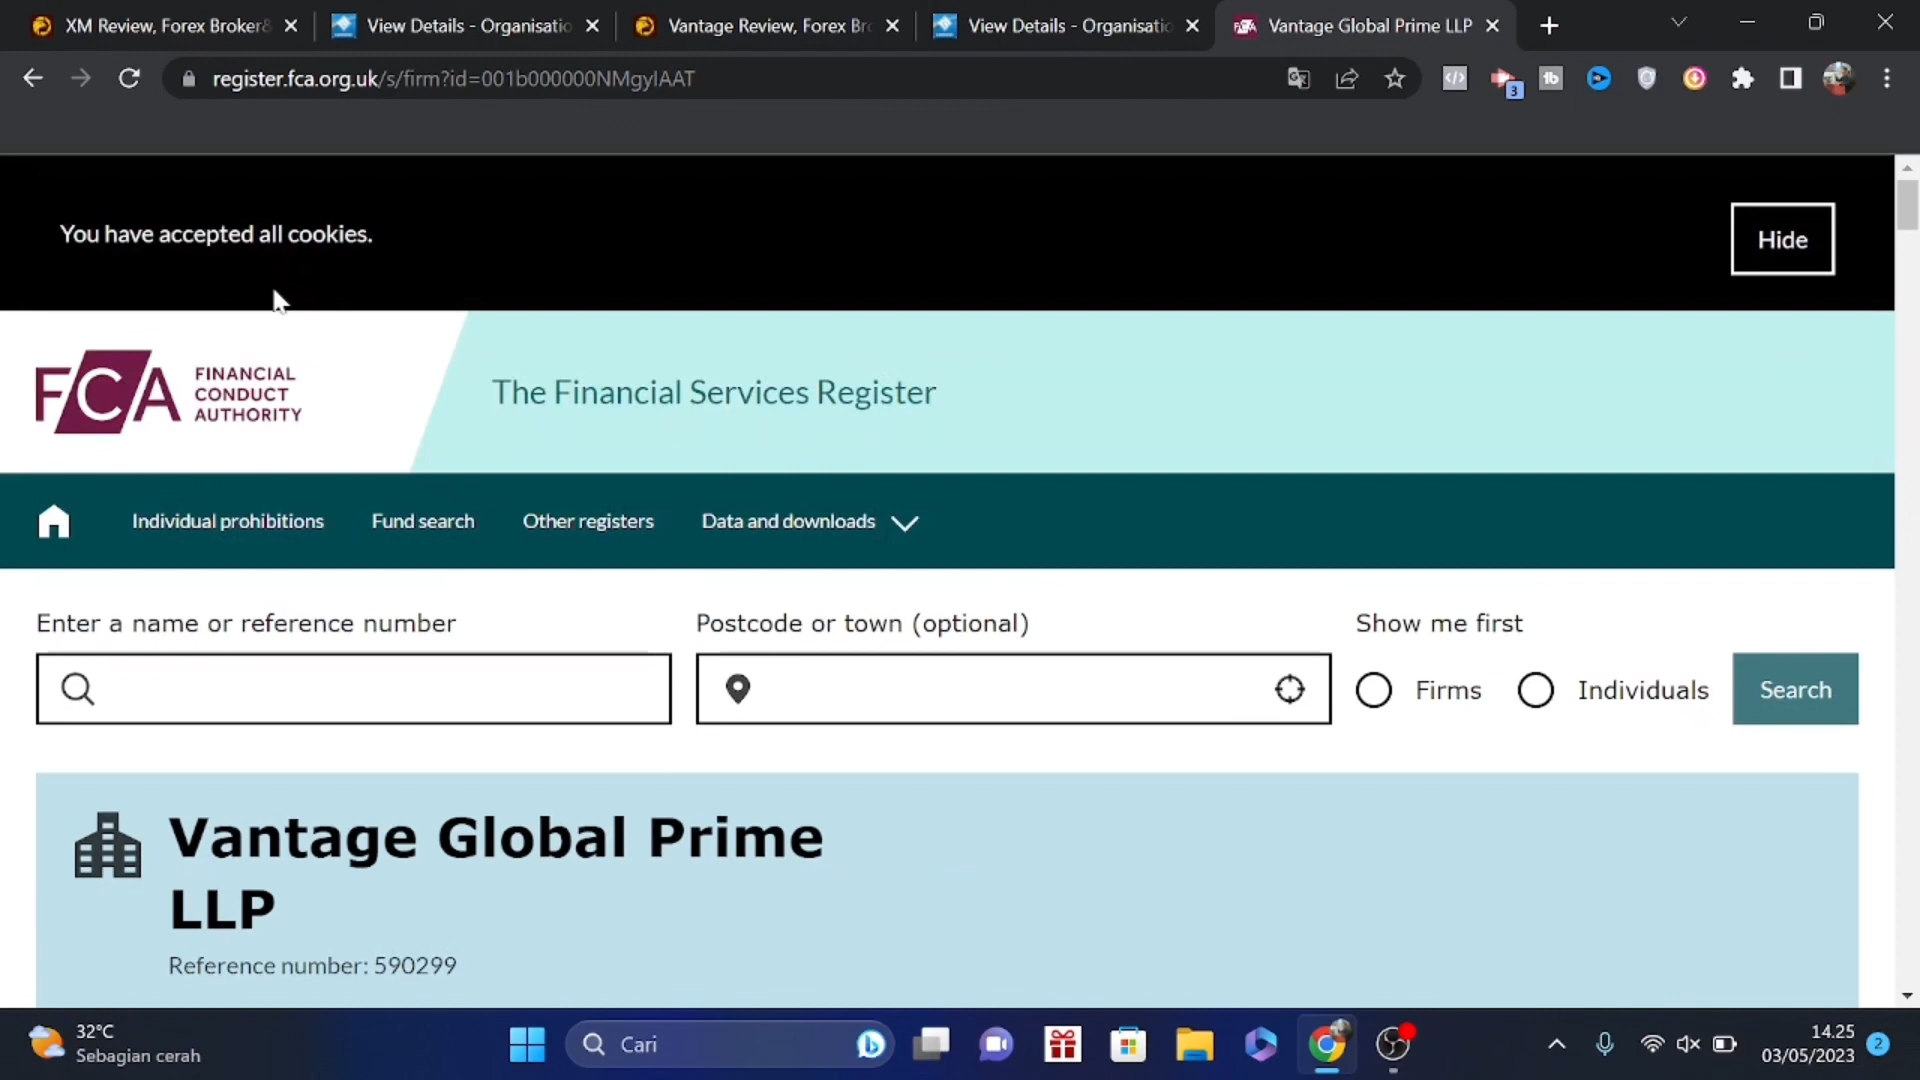 XM Review, Forex Broker&
View Details - Organisatio
Vantage Review, Forex Br
View Details - Organisatio
Vantage Global Prime LLP
register.fca.org.uk/s/firm?id=001b000000NMgyIAAT
3
You have accepted all cookies.
Hide
FCA
FINANCIAL
CONDUCT
AUTHORITY
The Financial Services Register
Individual prohibitions
Fund search
Other registers
Data and downloads
Enter a name or reference number
Postcode or town (optional)
Show me first
Firms
Individuals
Search
Vantage Global Prime
LLP
Reference number: 590299
32°C
Sebagian cerah
Cari
14.25
03/05/2023
2